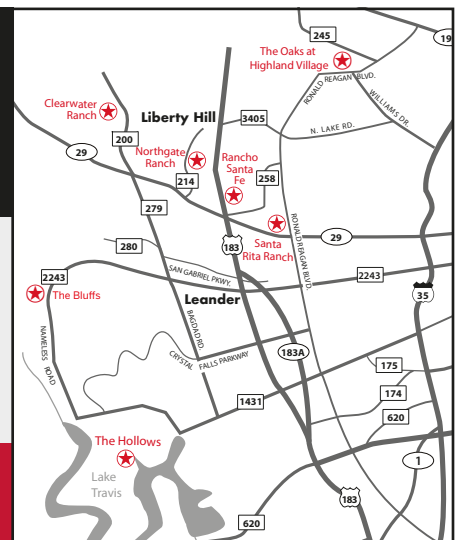 245
19
The Oaks at
Highland Village
RONALD REAGAN BLVD.
WILLIAMS DR.
Clearwater
Ranch
200
Liberty Hill
3405
N. LAKE RD.
29
Northgate
Ranch
214
Rancho
Santa
Fe
258
279
RONALD REAGAN BLVD.
29
280
183
Santa
Rita Ranch
2243
SAN GABRIEL PKWY.
2243
The Bluffs
Leander
35
NAMELESS ROAD
BAGDAD RD.
CRYSTAL FALLS PARKWAY
183A
175
174
1431
620
The Hollows
Lake
Travis
1
183
620